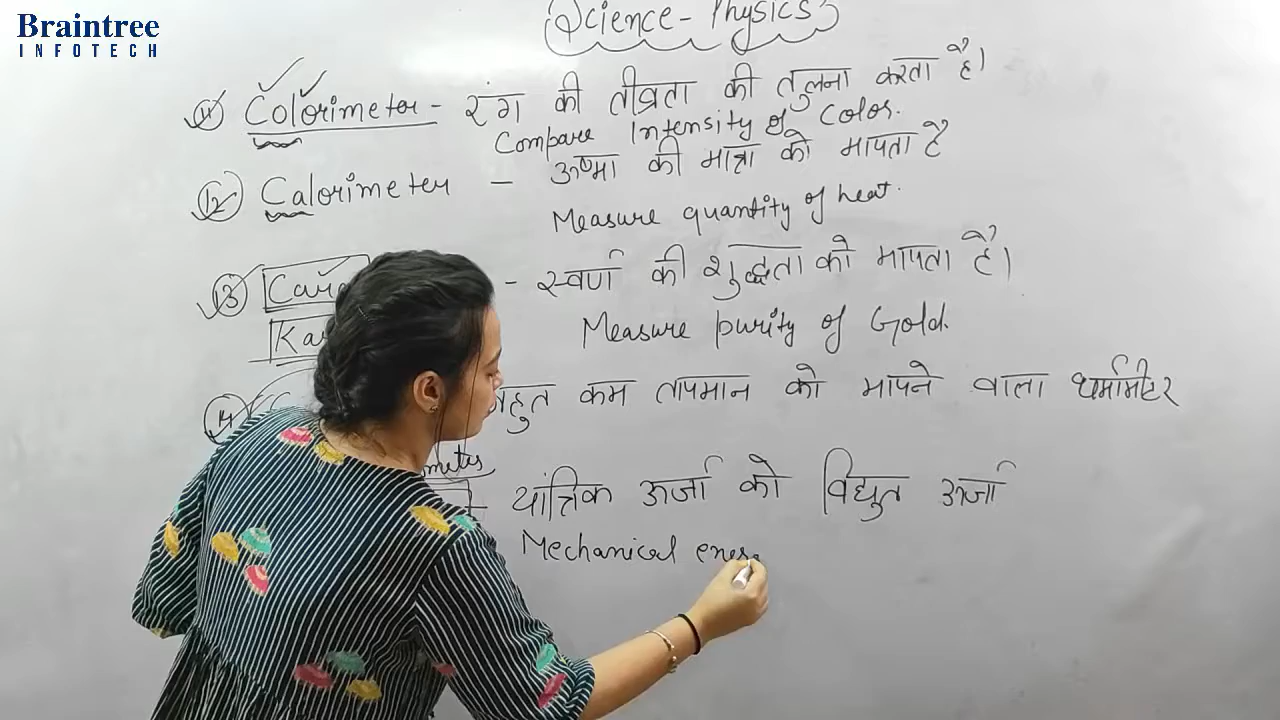 Braintree
INFOTECH
Science - Physics
11 Colorimeter - रंग की तीव्रता की तुलना करता है।
Compare Intensity of Color.
12 Calorimeter - ऊष्मा की मात्रा को मापता है
Measure quantity of heat.
13 - स्वर्ण की शुद्धता को मापता है।
Measure purity of Gold.
14 बहुत कम तापमान को मापने वाला थर्मामीटर
यांत्रिक ऊर्जा को विद्युत ऊर्जा
Mechanical